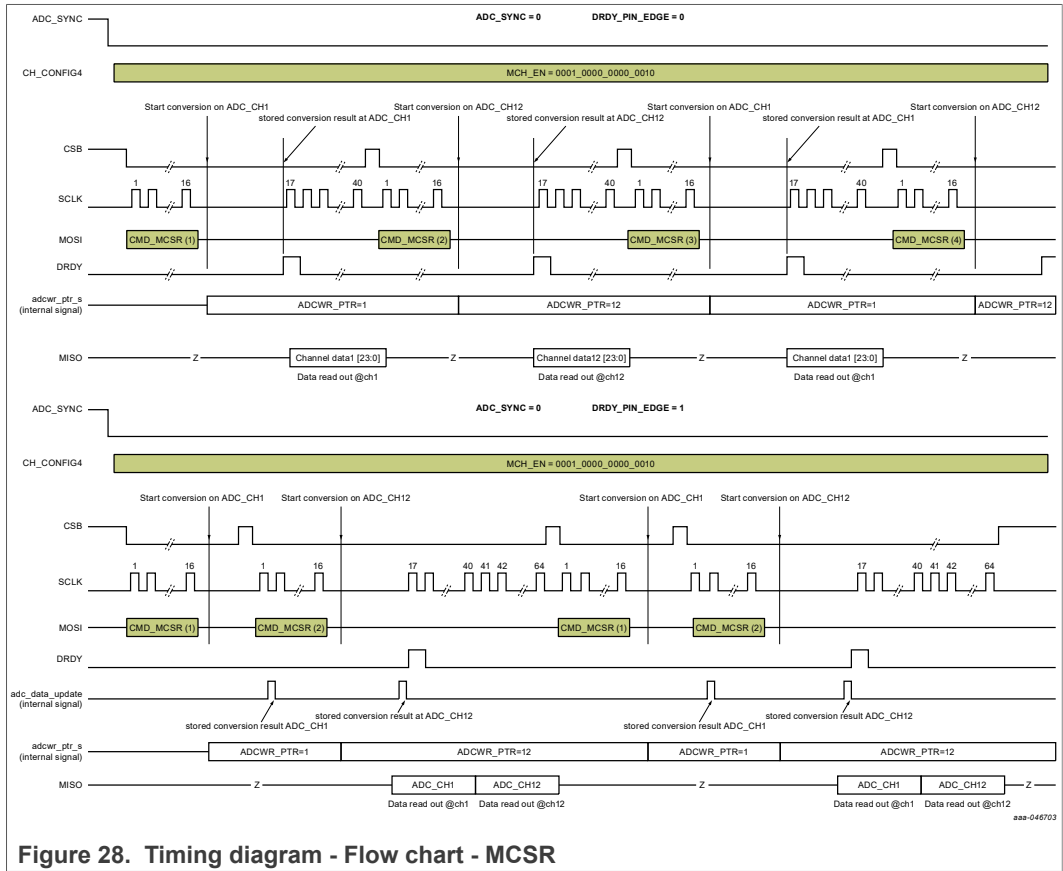 ADC_SYNC = 0 DRDY_PIN_EDGE = 0
ADC_SYNC
CH_CONFIG4
MCH_EN = 0001_0000_0000_0010
Start conversion on ADC_CH1
Start conversion on ADC_CH12
Start conversion on ADC_CH1
Start conversion on ADC_CH12
stored conversion result at ADC_CH1
stored conversion result at ADC_CH12
stored conversion result at ADC_CH1
CSB
1 16 17 40 1 16 17 40 1 16 17 40 1 16
SCLK
MOSI
CMD_MCSR (1)
CMD_MCSR (2)
CMD_MCSR (3)
CMD_MCSR (4)
DRDY
adcwr_ptr_s
(internal signal)
ADCWR_PTR=1
ADCWR_PTR=12
ADCWR_PTR=1
ADCWR_PTR=12
MISO
Z
Channel data1 [23:0]
Z
Channel data12 [23:0]
Z
Channel data1 [23:0]
Z
Data read out @ch1
Data read out @ch12
Data read out @ch1
ADC_SYNC = 0 DRDY_PIN_EDGE = 1
ADC_SYNC
CH_CONFIG4
MCH_EN = 0001_0000_0000_0010
Start conversion on ADC_CH1
Start conversion on ADC_CH12
Start conversion on ADC_CH1
Start conversion on ADC_CH12
CSB
1 16 1 16 17 40 41 42 64 1 16 1 16 17 40 41 42 64
SCLK
MOSI
CMD_MCSR (1)
CMD_MCSR (2)
CMD_MCSR (1)
CMD_MCSR (2)
DRDY
adc_data_update
(internal signal)
stored conversion result ADC_CH1
stored conversion result at ADC_CH12
stored conversion result ADC_CH1
stored conversion result ADC_CH12
adcwr_ptr_s
(internal signal)
ADCWR_PTR=1
ADCWR_PTR=12
ADCWR_PTR=1
ADCWR_PTR=12
MISO
Z
ADC_CH1
ADC_CH12
Z
ADC_CH1
ADC_CH12
Z
Data read out @ch1
Data read out @ch12
Data read out @ch1
Data read out @ch12
aaa-046703
Figure 28. Timing diagram - Flow chart - MCSR